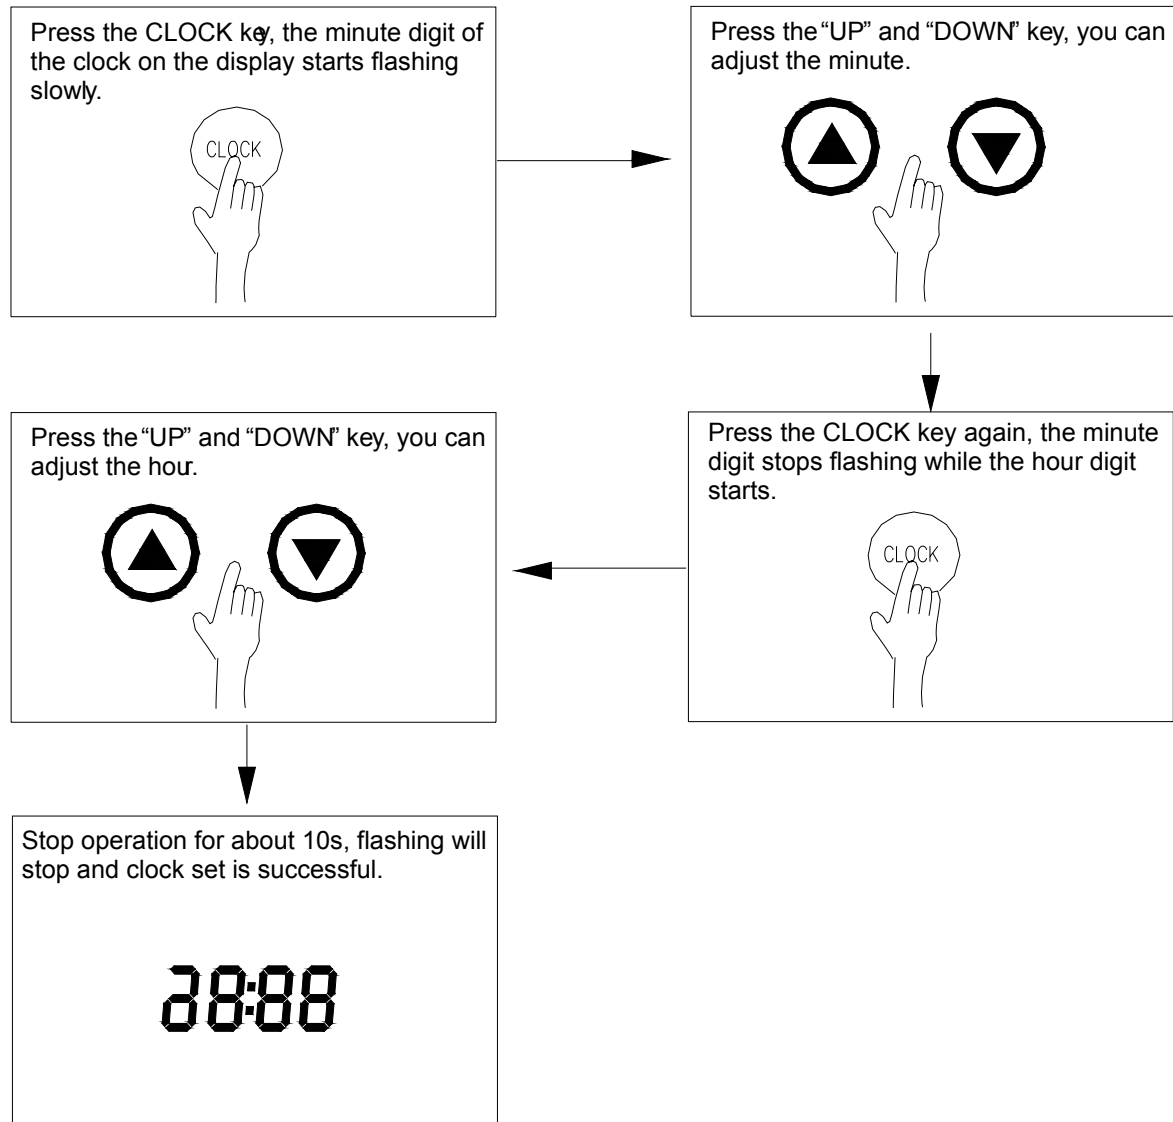 Press the CLOCK key, the minute digit of
the clock on the display starts flashing
slowly.
CLOCK
Press the “UP” and “DOWN” key, you can
adjust the minute.
Press the CLOCK key again, the minute
digit stops flashing while the hour digit
starts.
CLOCK
Press the “UP” and “DOWN” key, you can
adjust the hour.
Stop operation for about 10s, flashing will
stop and clock set is successful.
28:88